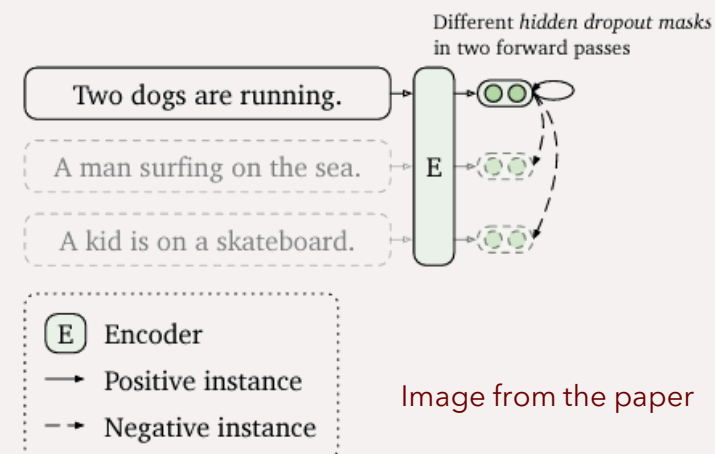 Different hidden dropout masks
in two forward passes
Two dogs are running.
A man surfing on the sea.
E
A kid is on a skateboard.
E Encoder
Positive instance
Negative instance
Image from the paper